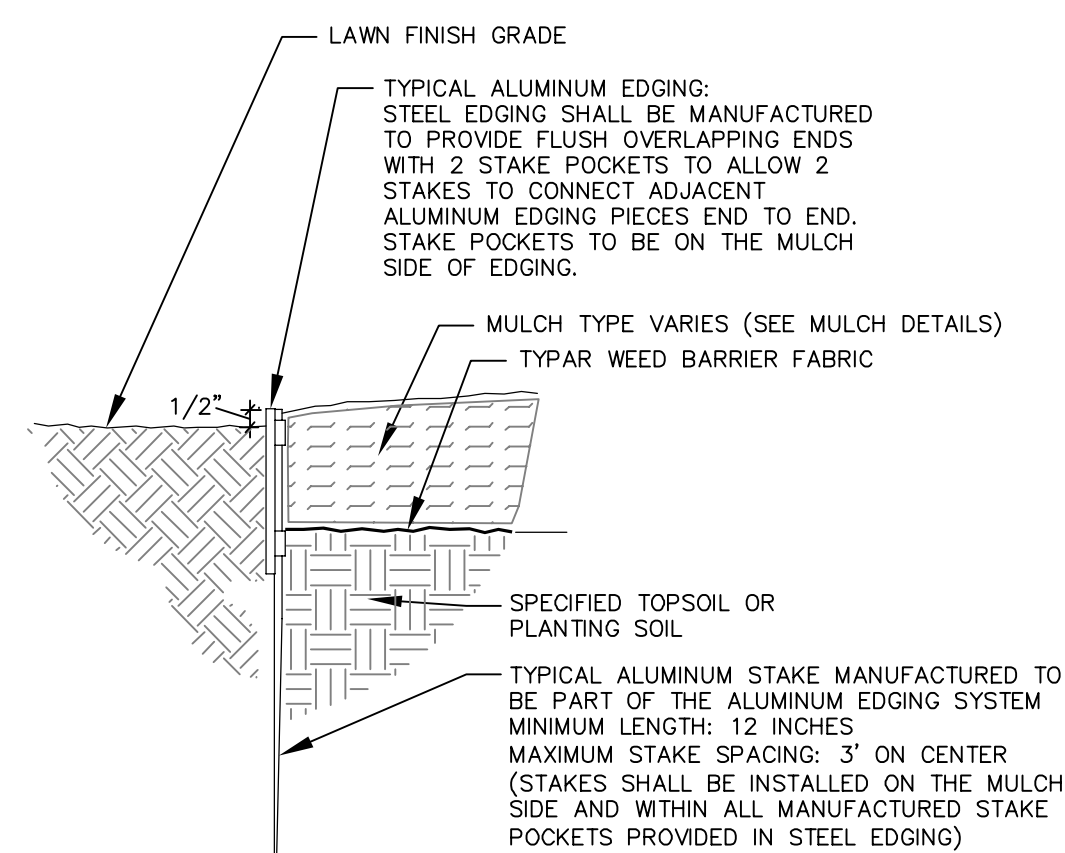 LAWN FINISH GRADE
TYPICAL ALUMINUM EDGING:
STEEL EDGING SHALL BE MANUFACTURED
TO PROVIDE FLUSH OVERLAPPING ENDS
WITH 2 STAKE POCKETS TO ALLOW 2
STAKES TO CONNECT ADJACENT
ALUMINUM EDGING PIECES END TO END.
STAKE POCKETS TO BE ON THE MULCH
SIDE OF EDGING.
MULCH TYPE VARIES (SEE MULCH DETAILS)
TYPAR WEED BARRIER FABRIC
1/2"
SPECIFIED TOPSOIL OR
PLANTING SOIL
TYPICAL ALUMINUM STAKE MANUFACTURED TO
BE PART OF THE ALUMINUM EDGING SYSTEM
MINIMUM LENGTH: 12 INCHES
MAXIMUM STAKE SPACING: 3' ON CENTER
(STAKES SHALL BE INSTALLED ON THE MULCH
SIDE AND WITHIN ALL MANUFACTURED STAKE
POCKETS PROVIDED IN STEEL EDGING)